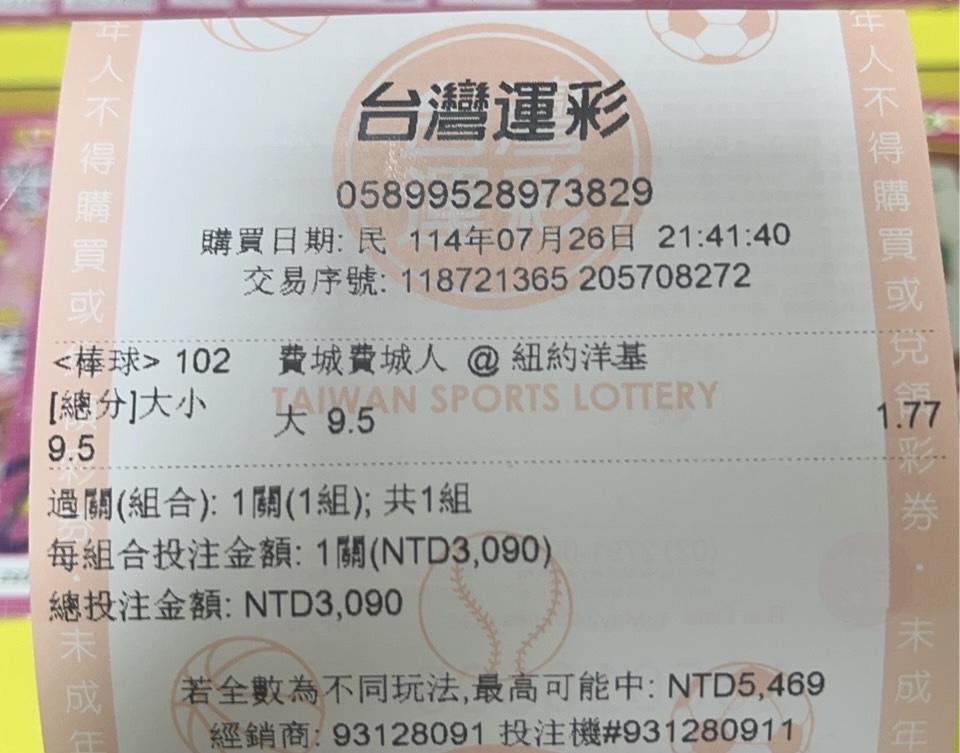 台灣運彩
05899528973829
購買日期: 民 114年07月26日 21:41:40
交易序號: 118721365 205708272
<棒球> 102 費城費城人 @ 紐約洋基
TAIWAN SPORTS LOTTERY
[總分]大小 大 9.5 1.77
9.5
過關(組合): 1關(1組); 共1組
每組合投注金額: 1關(NTD3,090)
總投注金額: NTD3,090
若全數為不同玩法,最高可能中: NTD5,469
經銷商: 93128091 投注機#931280911
年人不得購買或
彩券・未成年
年人不得購買或兌領彩券・未成年